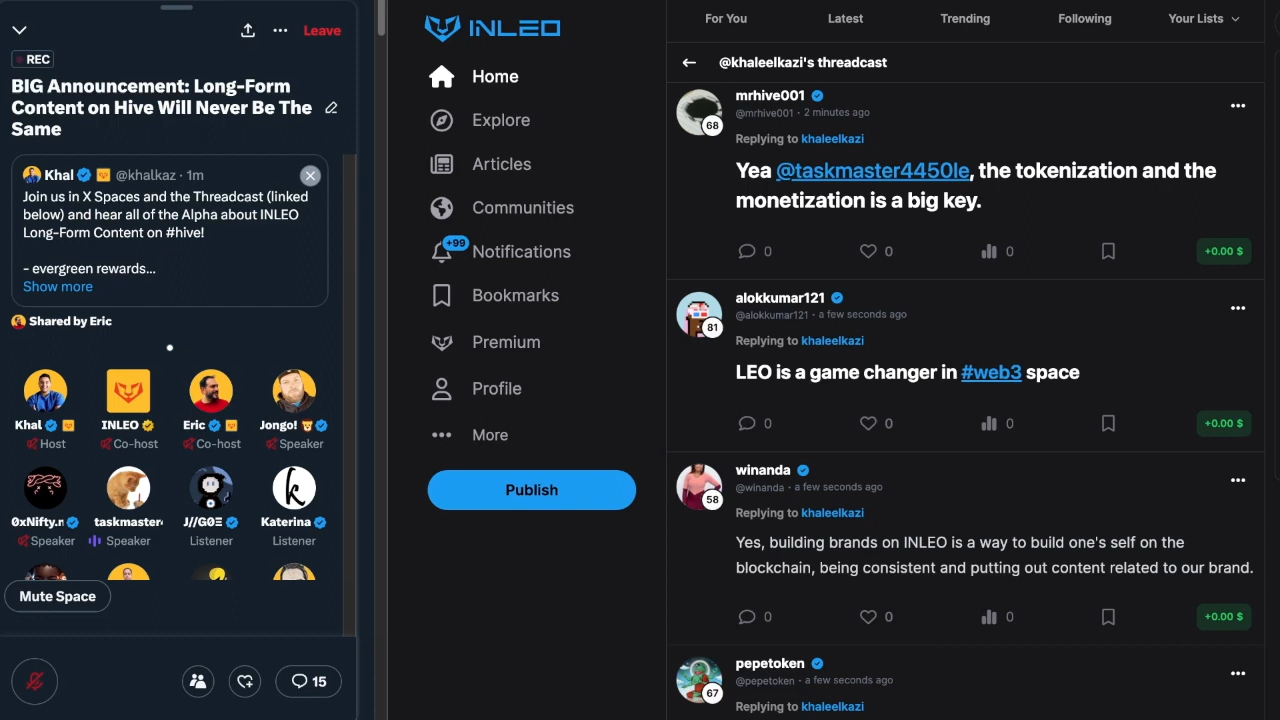 Leave
REC
BIG Announcement: Long-Form
Content on Hive Will Never Be The
Same
Khal @khalkaz · 1m
Join us in X Spaces and the Threadcast (linked
below) and hear all of the Alpha about INLEO
Long-Form Content on #hive!
- evergreen rewards...
Show more
Shared by Eric
Khal INLEO Eric Jongo!
Host Co-host Co-host Speaker
0xNifty.r taskmaster J//G0Ξ Katerina
Speaker Speaker Listener Listener
Mute Space
15
INLEO
Home
Explore
Articles
Communities
+99
Notifications
Bookmarks
Premium
Profile
More
Publish
For You Latest Trending Following Your Lists
@khaleelkazi's threadcast
mrhive001
68
@mrhive001 · 2 minutes ago
Replying to khaleelkazi
Yea @taskmaster4450le, the tokenization and the
monetization is a big key.
0 0 0 +0.00 $
alokkumar121
81
@alokkumar121 · a few seconds ago
Replying to khaleelkazi
LEO is a game changer in #web3 space
0 0 0 +0.00 $
winanda
58
@winanda · a few seconds ago
Replying to khaleelkazi
Yes, building brands on INLEO is a way to build one's self on the
blockchain, being consistent and putting out content related to our brand.
0 0 0 +0.00 $
pepetoken
67
@pepetoken · a few seconds ago
Replying to khaleelkazi